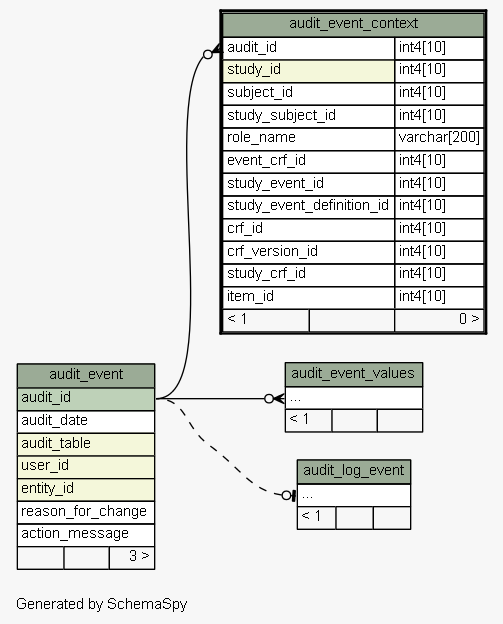 audit_event_context
audit_id int4[10]
study_id int4[10]
subject_id int4[10]
study_subject_id int4[10]
role_name varchar[200]
event_crf_id int4[10]
study_event_id int4[10]
study_event_definition_id int4[10]
crf_id int4[10]
crf_version_id int4[10]
study_crf_id int4[10]
item_id int4[10]
< 1 0 >
audit_event
audit_id
audit_date
audit_table
user_id
entity_id
reason_for_change
action_message
3 >
audit_event_values
...
< 1
audit_log_event
...
< 1
Generated by SchemaSpy